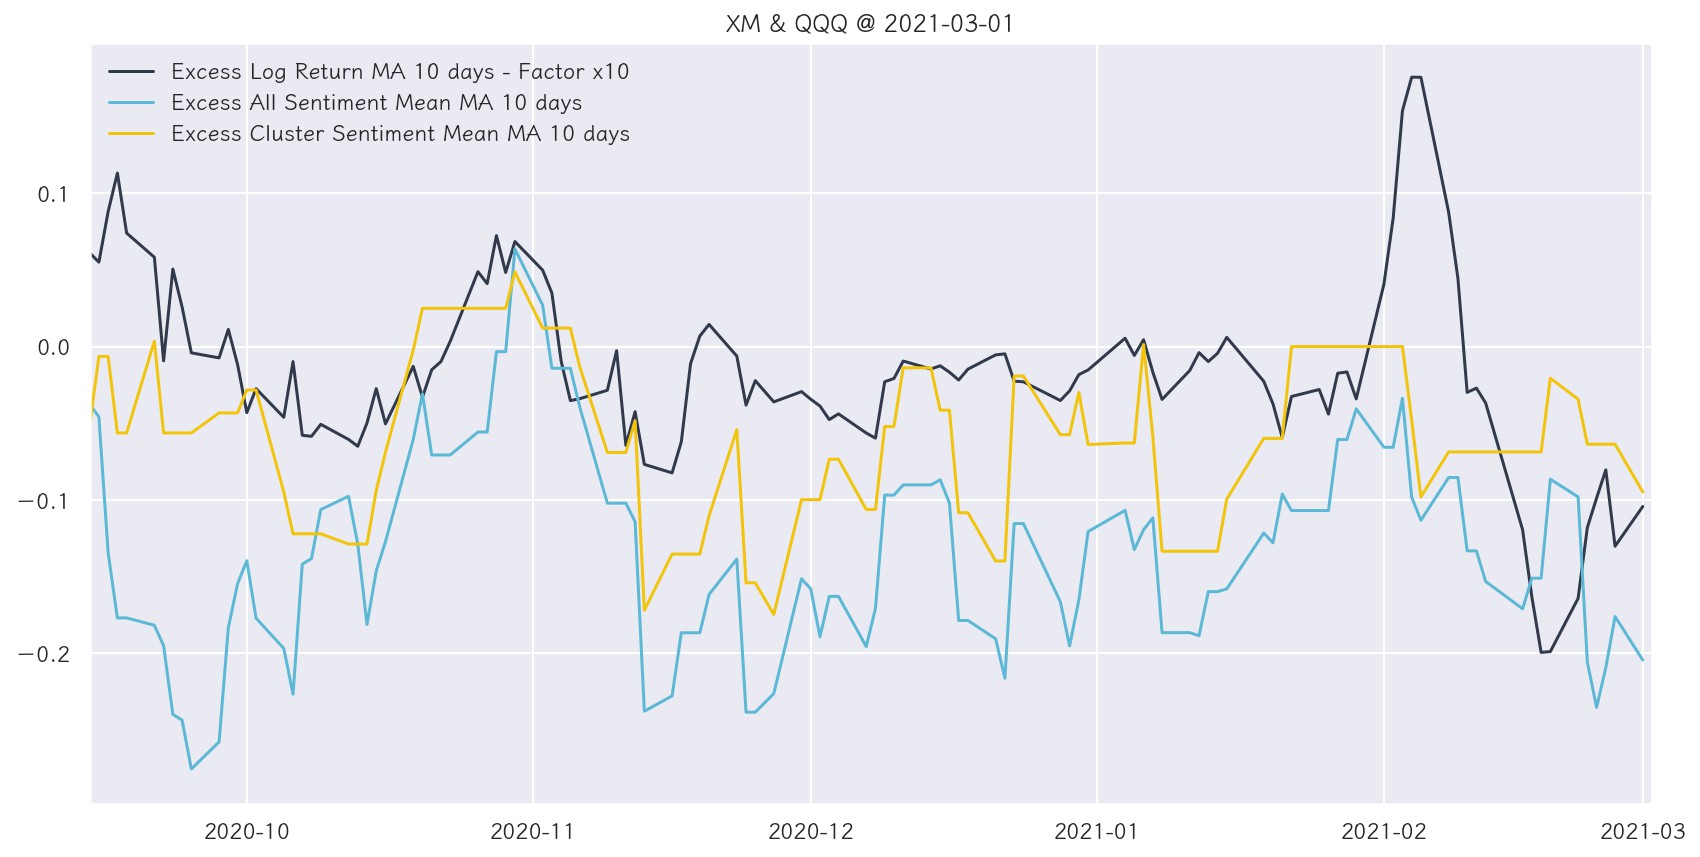 XM & QQQ @ 2021-03-01
Excess Log Return MA 10 days - Factor x10
Excess All Sentiment Mean MA 10 days
Excess Cluster Sentiment Mean MA 10 days
0.1
0.0
−0.1
−0.2
2020-10 2020-11 2020-12 2021-01 2021-02 2021-03